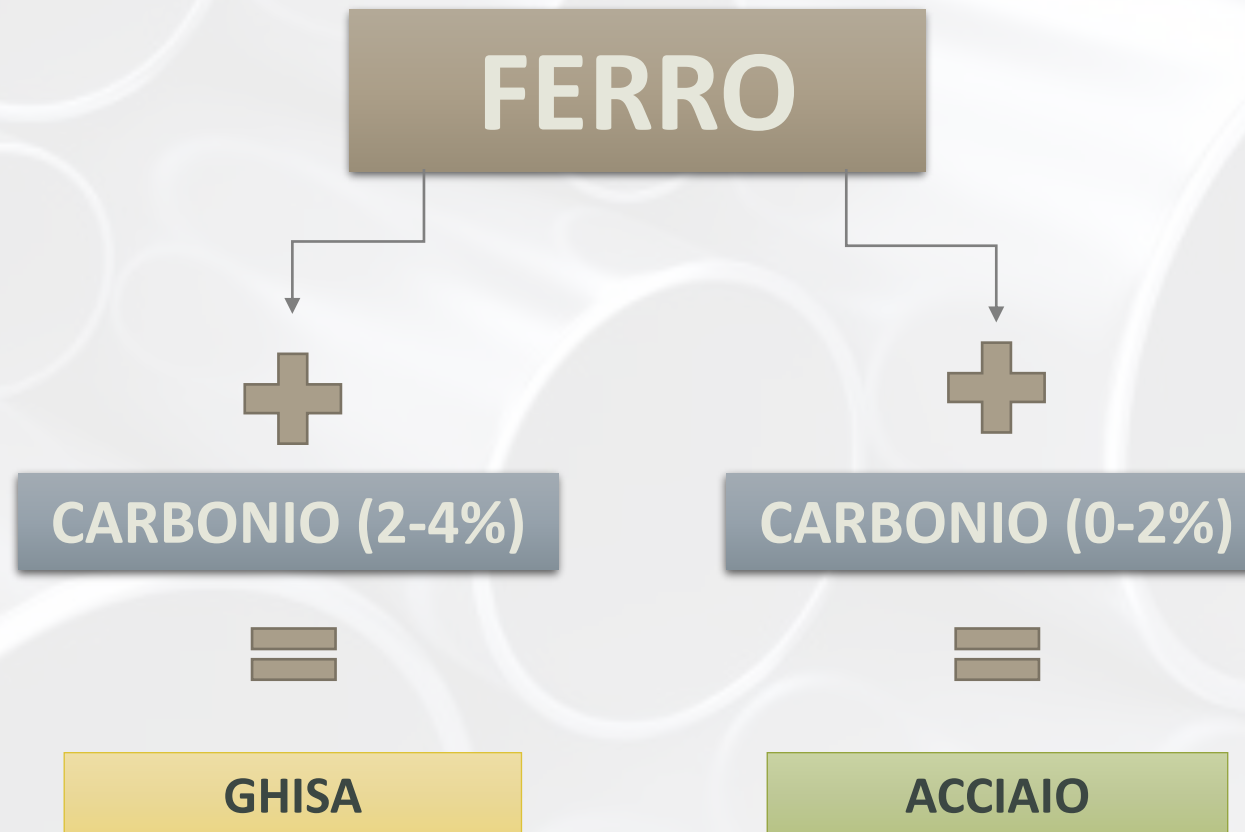 FERRO
CARBONIO (2-4%)
CARBONIO (0-2%)
GHISA
ACCIAIO